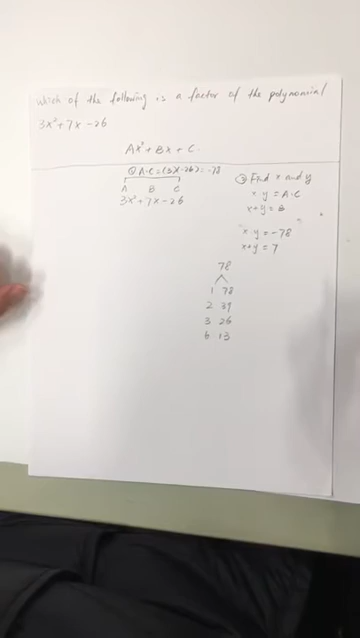 Which of the following is a factor of the polynomial
3x²+7x-26
Ax²+Bx+C.
① A·C=(3)(-26)=-78
A B C
3x²+7x-26
② Find x and y
x y = A·C
x+y = B
x y = -78
x+y = 7
78
1 78
2 39
3 26
6 13